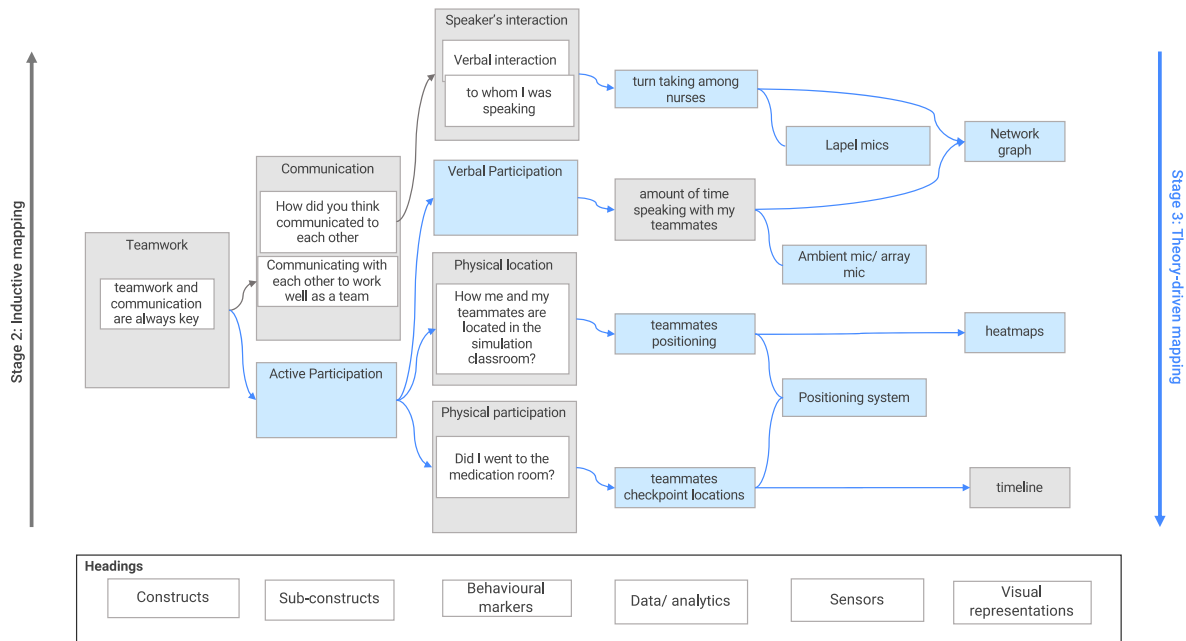 Stage 2: Inductive mapping
Teamwork
teamwork and
communication
are always key
Communication
How did you think
communicated to
each other
Communicating with
each other to work
well as a team
Active Participation
Speaker's interaction
Verbal interaction
to whom I was
speaking
Verbal Participation
Physical location
How me and my
teammates are
located in the
simulation
classroom?
Physical participation
Did I went to the
medication room?
turn taking among
nurses
amount of time
speaking with my
teammates
teammates
positioning
teammates
checkpoint locations
Lapel mics
Ambient mic/ array
mic
Positioning system
Network
graph
heatmaps
timeline
Stage 3: Theory-driven mapping
Headings
Constructs
Sub-constructs
Behavioural
markers
Data/ analytics
Sensors
Visual
representations